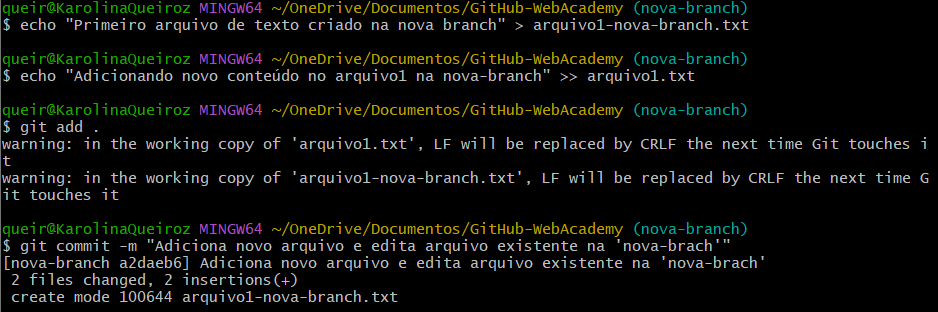 queir@KarolinaQueiroz MINGW64 ~/OneDrive/Documentos/GitHub-WebAcademy (nova-branch)
$ echo "Primeiro arquivo de texto criado na nova branch" > arquivo1-nova-branch.txt
queir@KarolinaQueiroz MINGW64 ~/OneDrive/Documentos/GitHub-WebAcademy (nova-branch)
$ echo "Adicionando novo conteúdo no arquivo1 na nova-branch" >> arquivo1.txt
queir@KarolinaQueiroz MINGW64 ~/OneDrive/Documentos/GitHub-WebAcademy (nova-branch)
$ git add .
warning: in the working copy of 'arquivo1.txt', LF will be replaced by CRLF the next time Git touches i
t
warning: in the working copy of 'arquivo1-nova-branch.txt', LF will be replaced by CRLF the next time G
it touches it
queir@KarolinaQueiroz MINGW64 ~/OneDrive/Documentos/GitHub-WebAcademy (nova-branch)
$ git commit -m "Adiciona novo arquivo e edita arquivo existente na 'nova-brach'"
[nova-branch a2daeb6] Adiciona novo arquivo e edita arquivo existente na 'nova-brach'
 2 files changed, 2 insertions(+)
 create mode 100644 arquivo1-nova-branch.txt